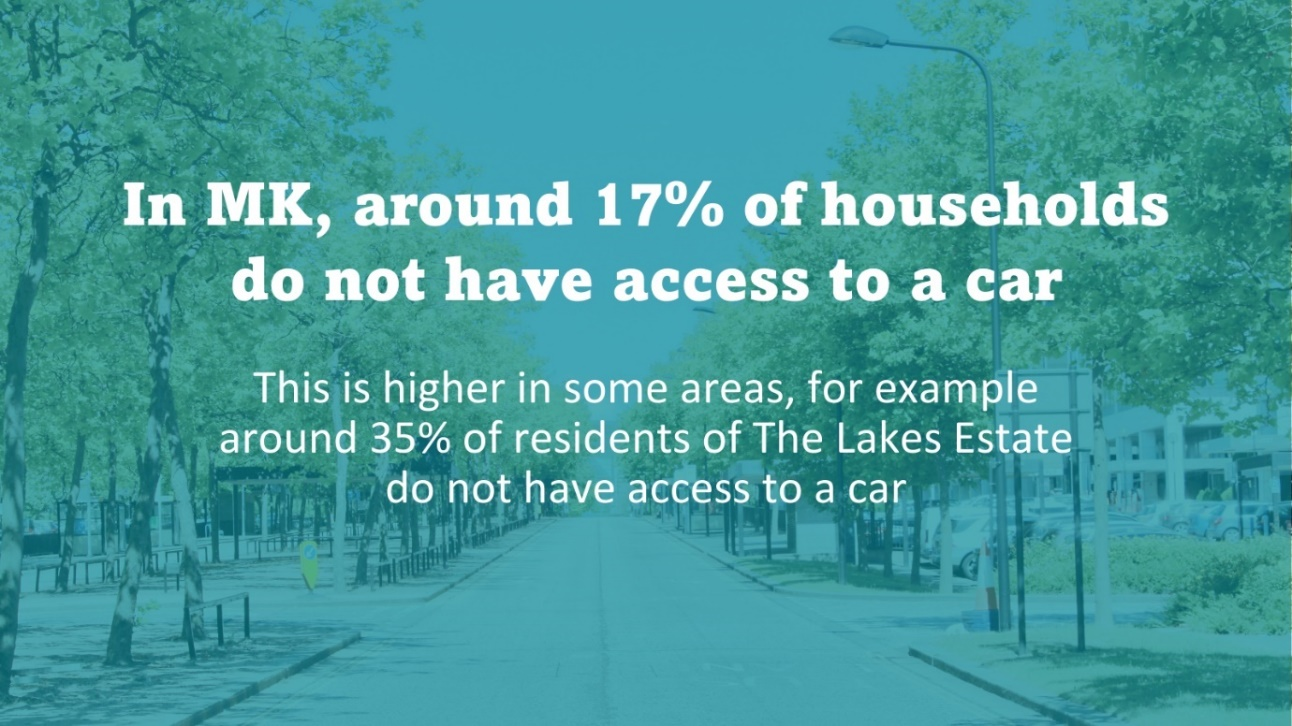 In MK, around 17% of households
do not have access to a car
This is higher in some areas, for example
around 35% of residents of The Lakes Estate
do not have access to a car